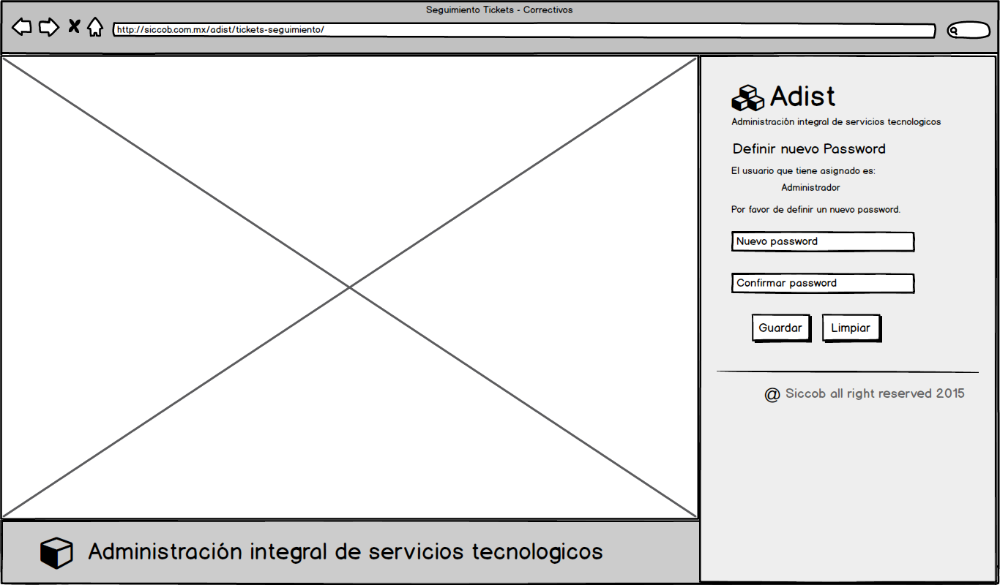 Seguimiento Tickets - Correctivos
http://siccob.com.mx/adist/tickets-seguimiento/
Adist
Administración integral de servicios tecnologicos
Definir nuevo Password
El usuario que tiene asignado es:
Administrador
Por favor de definir un nuevo password.
Nuevo password
Confirmar password
Guardar Limpiar
@ Siccob all right reserved 2015
Administración integral de servicios tecnologicos